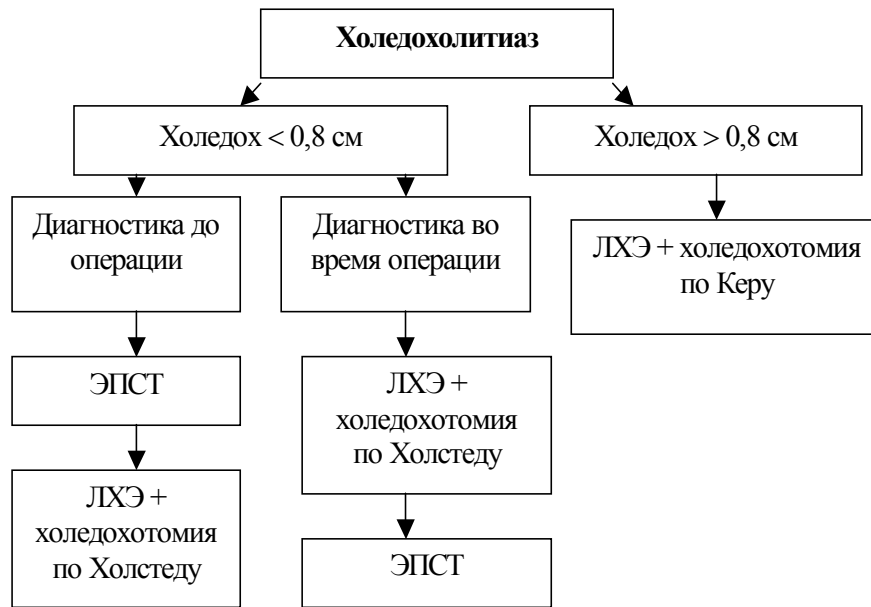 Холедохолитиаз
Холедох < 0,8 см
Холедох > 0,8 см
Диагностика до
операции
Диагностика во
время операции
ЛХЭ + холедохотомия
по Керу
ЭПСТ
ЛХЭ +
холедохотомия
по Холстеду
ЛХЭ +
холедохотомия
по Холстеду
ЭПСТ